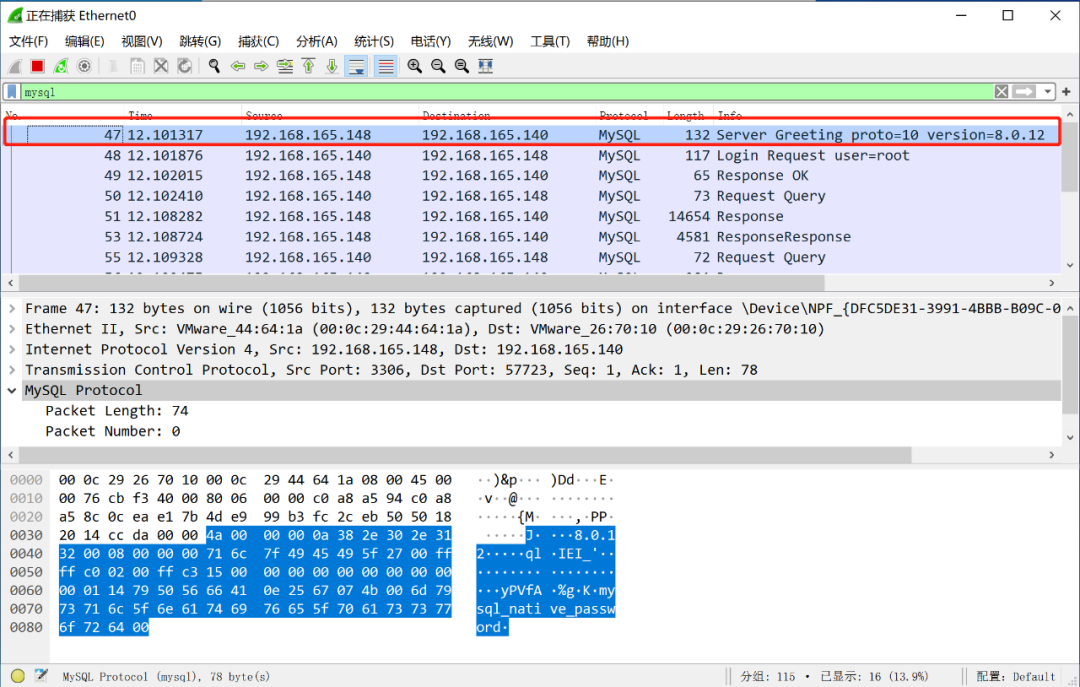 正在捕获 Ethernet0
文件(F) 编辑(E) 视图(V) 跳转(G) 捕获(C) 分析(A) 统计(S) 电话(Y) 无线(W) 工具(T) 帮助(H)
mysql
No. Time Source Destination Protocol Length Info
47 12.101317 192.168.165.148 192.168.165.140 MySQL 132 Server Greeting proto=10 version=8.0.12
48 12.101876 192.168.165.140 192.168.165.148 MySQL 117 Login Request user=root
49 12.102015 192.168.165.148 192.168.165.140 MySQL 65 Response OK
50 12.102410 192.168.165.140 192.168.165.148 MySQL 73 Request Query
51 12.108282 192.168.165.148 192.168.165.140 MySQL 14654 Response
53 12.108724 192.168.165.148 192.168.165.140 MySQL 4581 ResponseResponse
55 12.109328 192.168.165.140 192.168.165.148 MySQL 72 Request Query
Frame 47: 132 bytes on wire (1056 bits), 132 bytes captured (1056 bits) on interface \Device\NPF_{DFC5DE31-3991-4BBB-B09C-0
Ethernet II, Src: VMware_44:64:1a (00:0c:29:44:64:1a), Dst: VMware_26:70:10 (00:0c:29:26:70:10)
Internet Protocol Version 4, Src: 192.168.165.148, Dst: 192.168.165.140
Transmission Control Protocol, Src Port: 3306, Dst Port: 57723, Seq: 1, Ack: 1, Len: 78
MySQL Protocol
Packet Length: 74
Packet Number: 0
0000 00 0c 29 26 70 10 00 0c 29 44 64 1a 08 00 45 00 ··)&p··· )Dd···E·
0010 00 76 cb f3 40 00 80 06 00 00 c0 a8 a5 94 c0 a8 ·v··@··· ········
0020 a5 8c 0c ea e1 7b 4d e9 99 b3 fc 2c eb 50 50 18 ·····{M· ···,·PP·
0030 20 14 cc da 00 00 4a 00 00 00 0a 38 2e 30 2e 31 ·····J· ···8.0.1
0040 32 00 08 00 00 00 71 6c 7f 49 45 49 5f 27 00 ff 2·····ql ·IEI_'··
0050 ff c0 02 00 ff c3 15 00 00 00 00 00 00 00 00 00 ········ ········
0060 00 01 14 79 50 56 66 41 0e 25 67 07 4b 00 6d 79 ···yPVfA ·%g·K·my
0070 73 71 6c 5f 6e 61 74 69 76 65 5f 70 61 73 73 77 sql_nati ve_passw
0080 6f 72 64 00 ord·
MySQL Protocol (mysql), 78 byte(s) 分组: 115 · 已显示: 16 (13.9%) 配置: Default